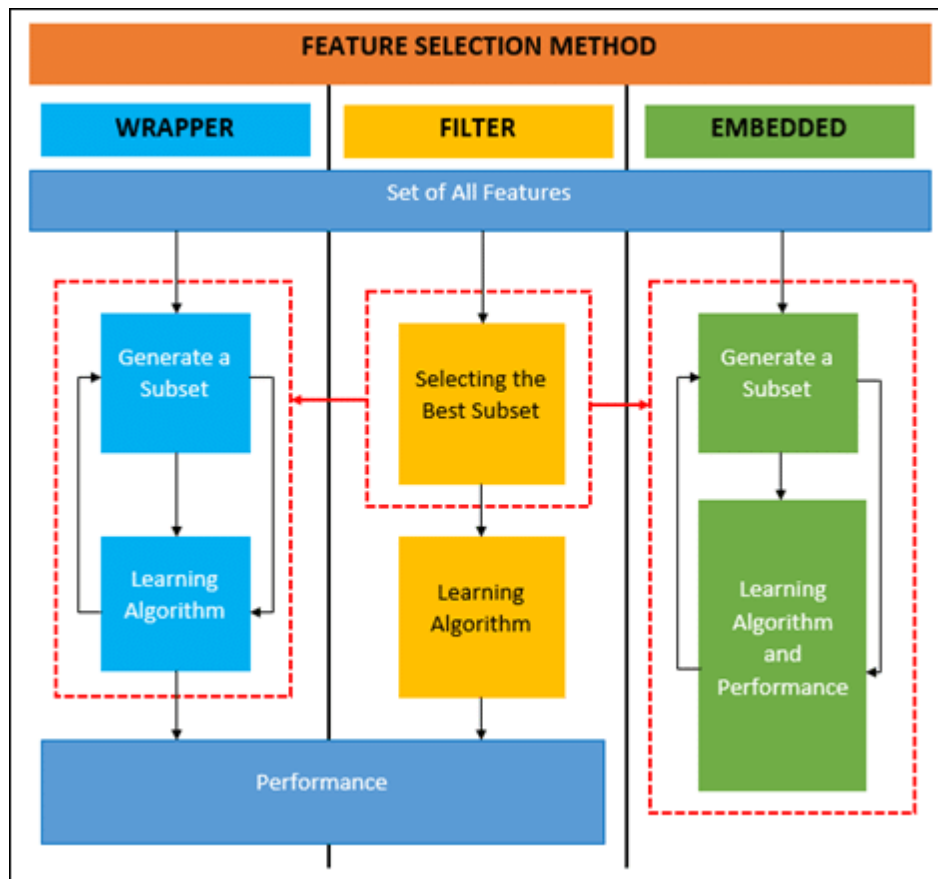 FEATURE SELECTION METHOD
WRAPPER
FILTER
EMBEDDED
Set of All Features
Generate a
Subset
Selecting the
Best Subset
Generate a
Subset
Learning
Algorithm
Learning
Algorithm
Learning
Algorithm
and
Performance
Performance